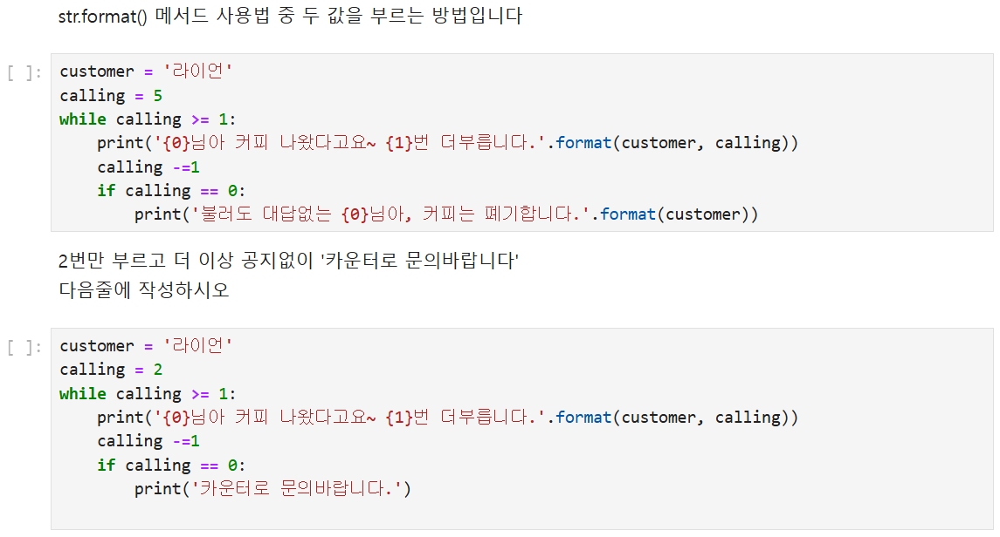 str.format() 메서드 사용법 중 두 값을 부르는 방법입니다
[ ]:
customer = '라이언'
calling = 5
while calling >= 1:
    print('{0}님아 커피 나왔다고요~ {1}번 더부릅니다.'.format(customer, calling))
    calling -=1
    if calling == 0:
        print('불러도 대답없는 {0}님아, 커피는 폐기합니다.'.format(customer))
2번만 부르고 더 이상 공지없이 '카운터로 문의바랍니다'
다음줄에 작성하시오
[ ]:
customer = '라이언'
calling = 2
while calling >= 1:
    print('{0}님아 커피 나왔다고요~ {1}번 더부릅니다.'.format(customer, calling))
    calling -=1
    if calling == 0:
        print('카운터로 문의바랍니다.')